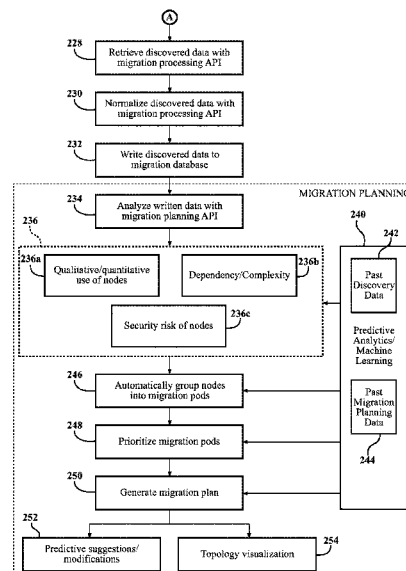 A
228
Retrieve discovered data with
migration processing API
230
Normalize discovered data with
migration processing API
232
Write discovered data to
migration database
MIGRATION PLANNING
234
Analyze written data with
migration planning API
236
236a
Qualitative/quantitative
use of nodes
Dependency/Complexity
236b
Security risk of nodes
236c
240
242
Past
Discovery
Data
Predictive
Analytics/
Machine
Learning
Past
Migration
Planning
Data
244
246
Automatically group nodes
into migration pods
248
Prioritize migration pods
250
Generate migration plan
252
Predictive suggestions/
modifications
Topology visualization
254